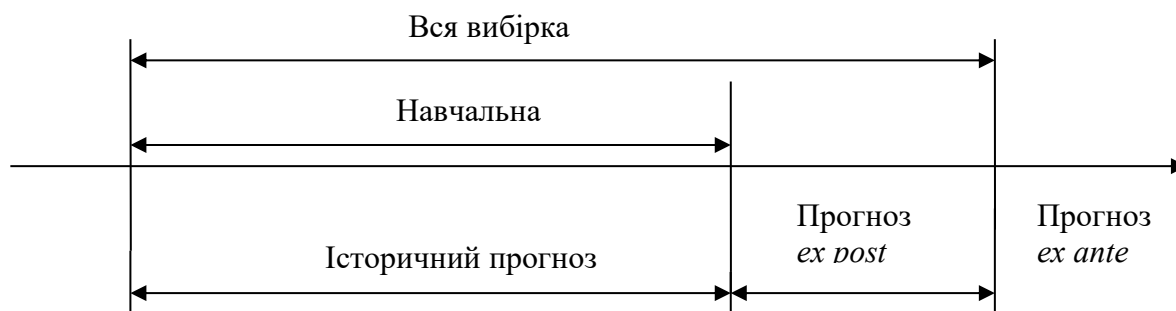 Вся вибірка
Навчальна
Прогноз
ex post
Прогноз
ex ante
Історичний прогноз